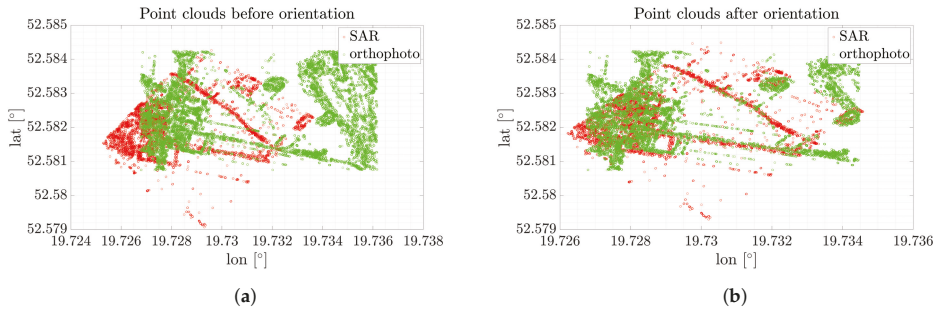 Point clouds before orientation
SAR
orthophoto
52.585
52.584
52.583
52.582
52.581
52.58
52.579
lat [°]
19.724
19.726
19.728
19.73
19.732
19.734
19.736
19.738
lon [°]
(a)
Point clouds after orientation
SAR
orthophoto
52.585
52.584
52.583
52.582
52.581
52.58
52.579
lat [°]
19.726
19.728
19.73
19.732
19.734
19.736
lon [°]
(b)